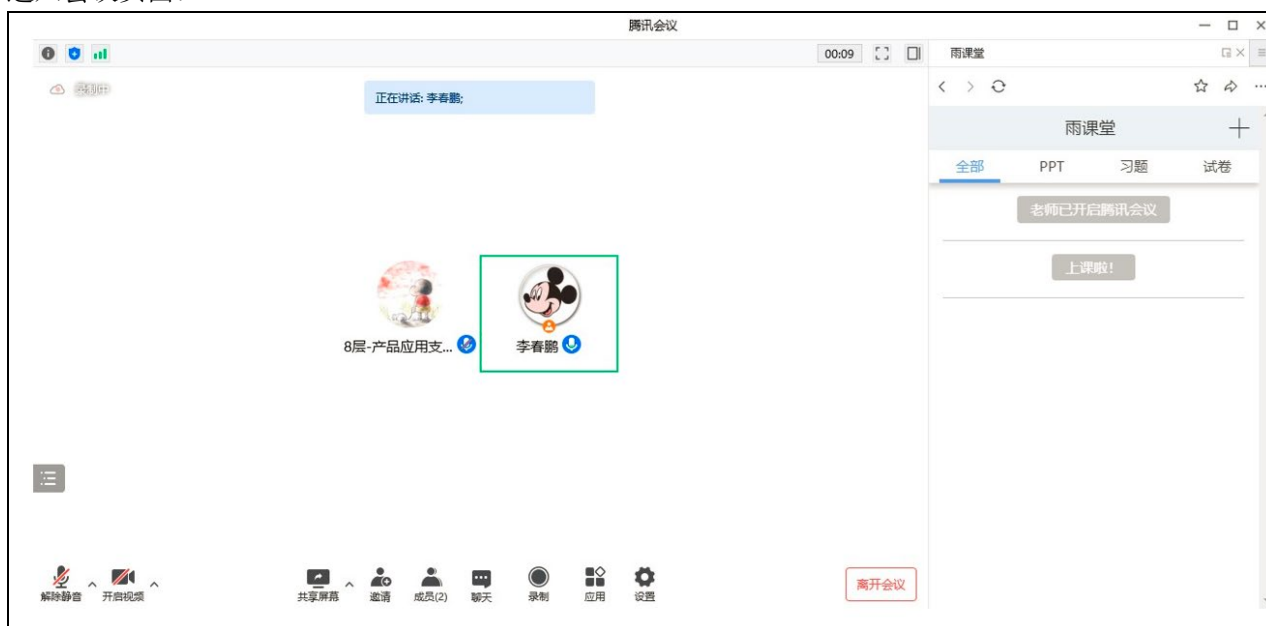 腾讯会议
00:09
雨课堂
录制中
正在讲话: 李春鹏;
雨课堂
全部 PPT 习题 试卷
老师已开启腾讯会议
上课啦!
8层-产品应用支...
李春鹏
解除静音 开启视频 共享屏幕 邀请 成员(2) 聊天 录制 应用 设置 离开会议